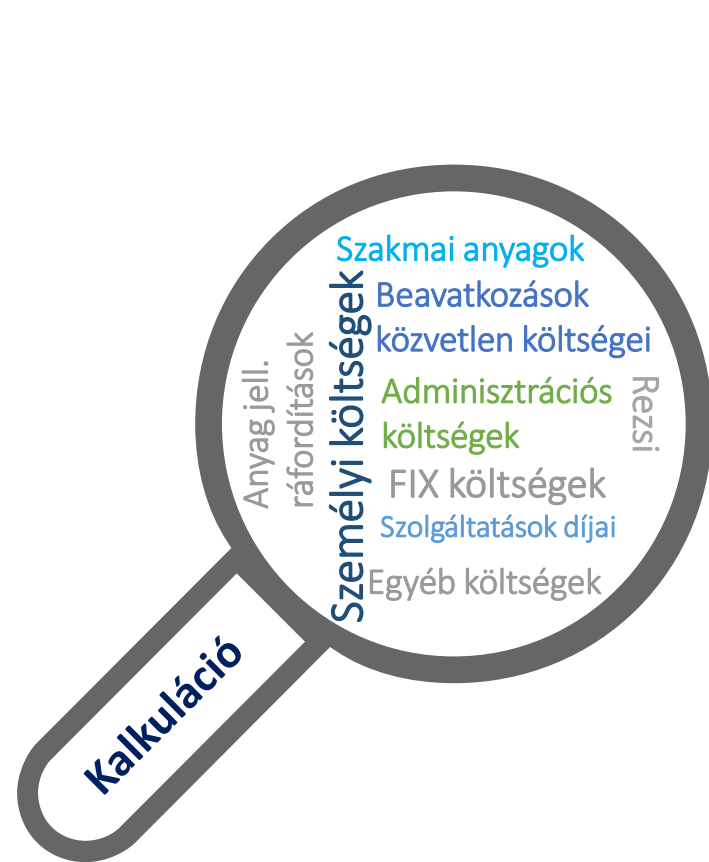 Szakmai anyagok
Beavatkozások
közvetlen költségei
Adminisztrációs
költségek
FIX költségek
Szolgáltatások díjai
Egyéb költségek
Személyi költségek
Anyag jell.
ráfordítások
Rezsi
Kalkuláció